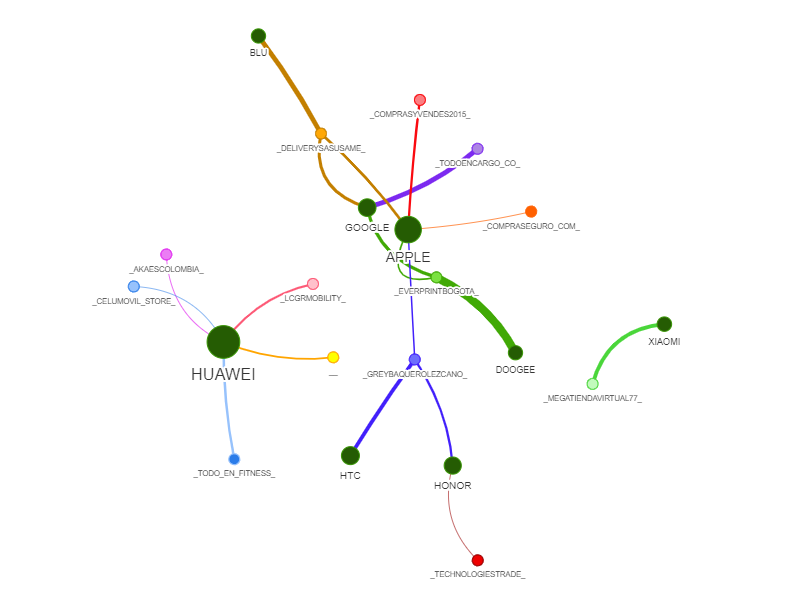 BLU
_COMPRASYVENDES2015_
_DELIVERYSASUSAME_
_TODOENCARGO_CO_
GOOGLE
_COMPRASEGURO_COM_
APPLE
_AKAESCOLOMBIA_
_EVERPRINTBOGOTA_
_CELUMOVIL_STORE_
_LCGRMOBILITY_
XIAOMI
DOOGEE
HUAWEI
__
_GREYBAQUEROLEZCANO_
_MEGATIENDAVIRTUAL77_
_TODO_EN_FITNESS_
HTC
HONOR
_TECHNOLOGIESTRADE_